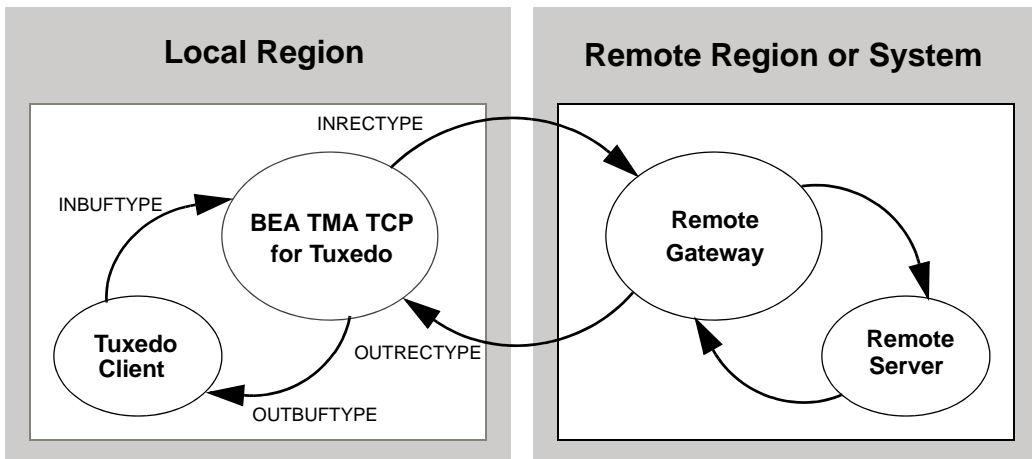 Local Region
Remote Region or System
INRECTYPE
INBUFTYPE
BEA TMA TCP
for Tuxedo
Remote
Gateway
Tuxedo
Client
OUTRECTYPE
Remote
Server
OUTBUFTYPE